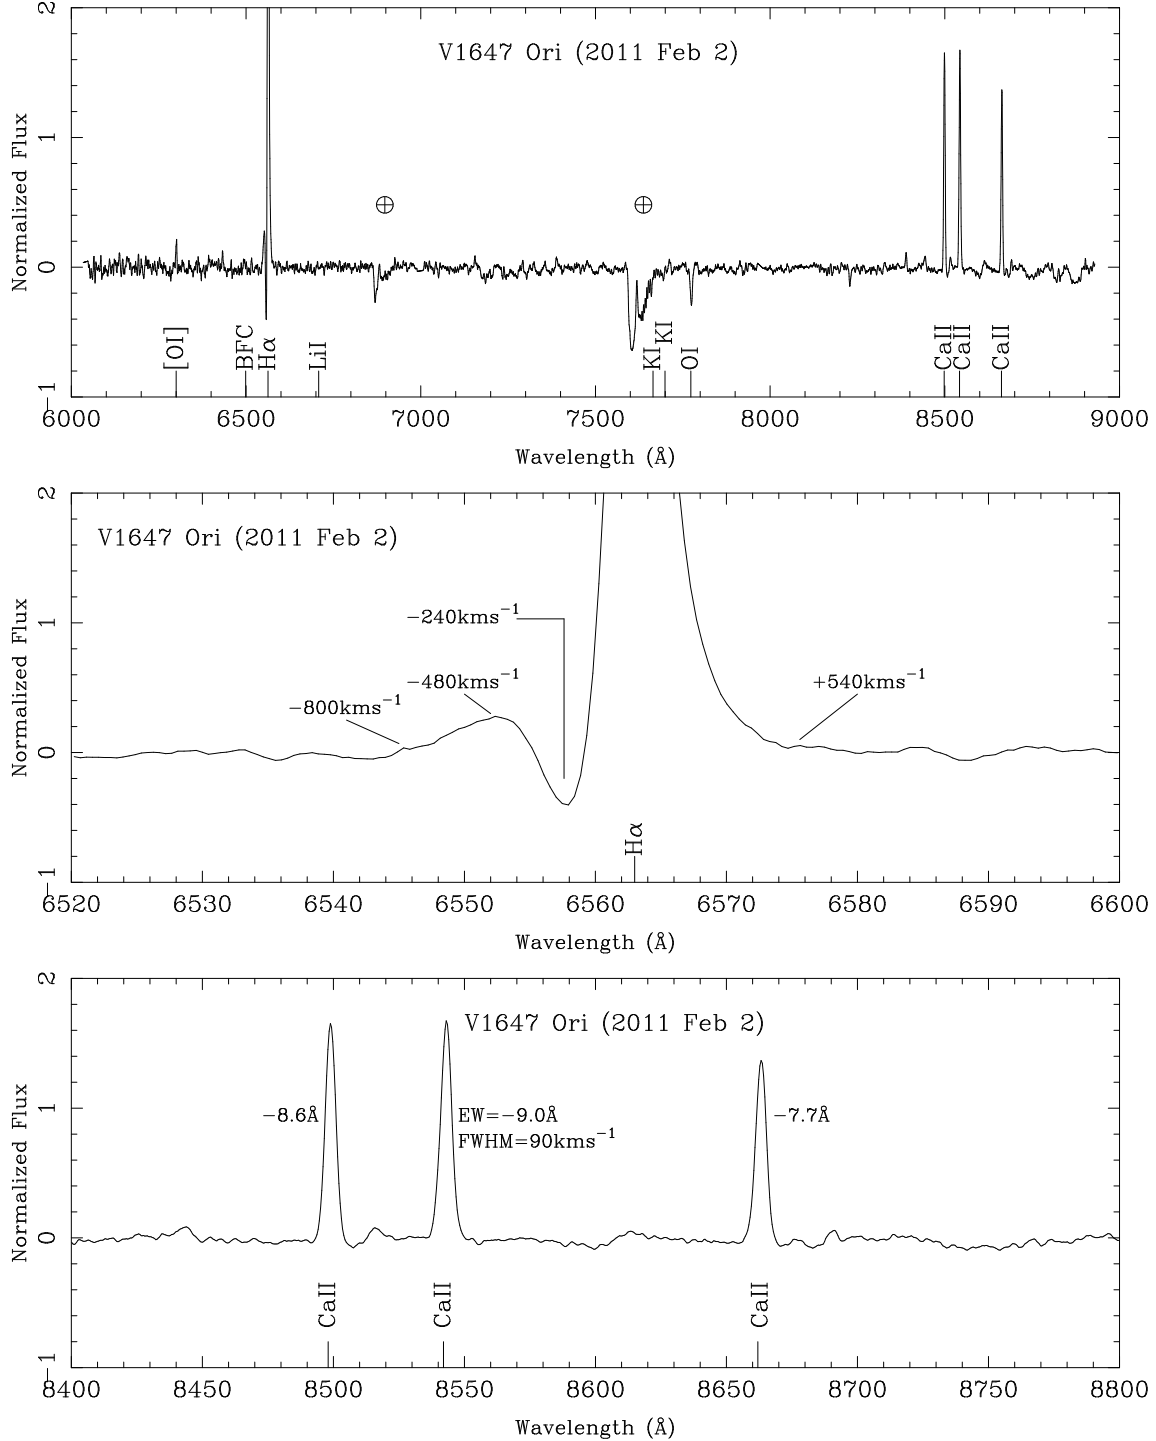 V1647 Ori (2011 Feb 2)
Normalized Flux
2
1
0
−1
⊕
⊕
[OI]
BFC
Hα
LiI
KI
KI
OI
CaII
CaII
CaII
6000 6500 7000 7500 8000 8500 9000
Wavelength (Å)
V1647 Ori (2011 Feb 2)
Normalized Flux
2
1
0
−1
−240kms⁻¹
−480kms⁻¹
−800kms⁻¹
+540kms⁻¹
Hα
6520 6530 6540 6550 6560 6570 6580 6590 6600
Wavelength (Å)
V1647 Ori (2011 Feb 2)
Normalized Flux
2
1
0
−1
−8.6Å
EW=−9.0Å
FWHM=90kms⁻¹
−7.7Å
CaII
CaII
CaII
8400 8450 8500 8550 8600 8650 8700 8750 8800
Wavelength (Å)